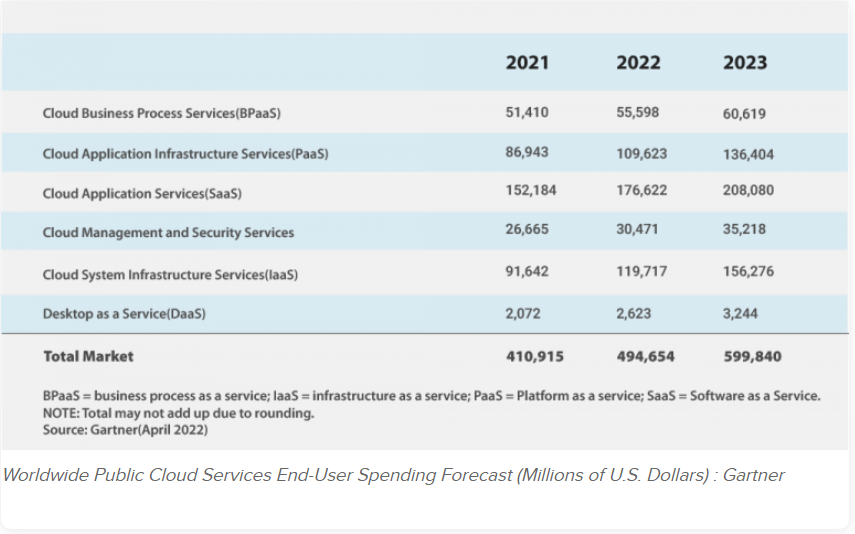 2021 2022 2023
Cloud Business Process Services(BPaaS) 51,410 55,598 60,619
Cloud Application Infrastructure Services(PaaS) 86,943 109,623 136,404
Cloud Application Services(SaaS) 152,184 176,622 208,080
Cloud Management and Security Services 26,665 30,471 35,218
Cloud System Infrastructure Services(IaaS) 91,642 119,717 156,276
Desktop as a Service(DaaS) 2,072 2,623 3,244
Total Market 410,915 494,654 599,840
BPaaS = business process as a service; IaaS = infrastructure as a service; PaaS = Platform as a service; SaaS = Software as a Service.
NOTE: Total may not add up due to rounding.
Source: Gartner(April 2022)
Worldwide Public Cloud Services End-User Spending Forecast (Millions of U.S. Dollars) : Gartner